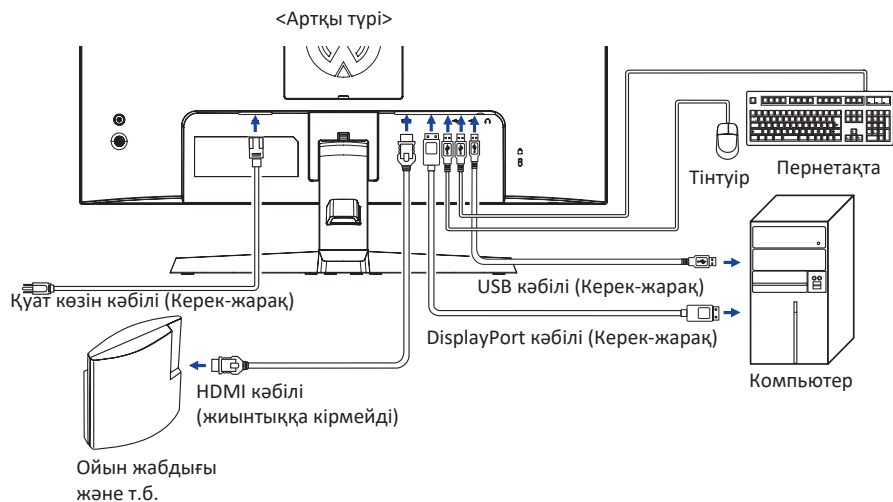 <Артқы түрі>
Тінтуір
Пернетақта
USB кәбілі (Керек-жарақ)
Қуат көзін кәбілі (Керек-жарақ)
DisplayPort кәбілі (Керек-жарақ)
Компьютер
HDMI кәбілі
(жиынтыққа кірмейді)
Ойын жабдығы
және т.б.